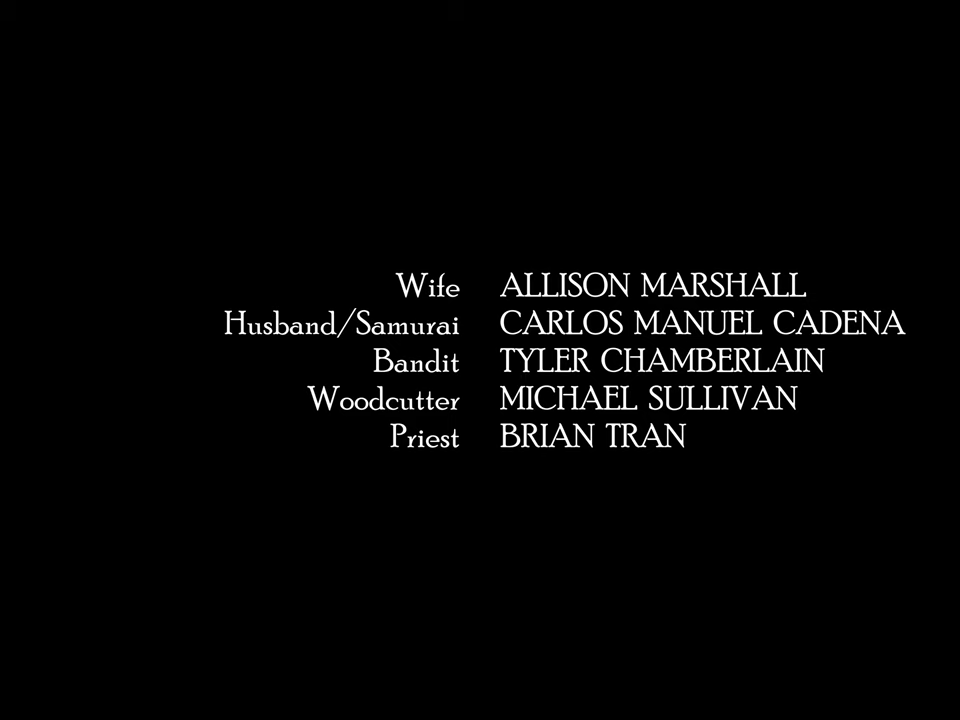 Wife ALLISON MARSHALL
Husband/Samurai CARLOS MANUEL CADENA
Bandit TYLER CHAMBERLAIN
Woodcutter MICHAEL SULLIVAN
Priest BRIAN TRAN